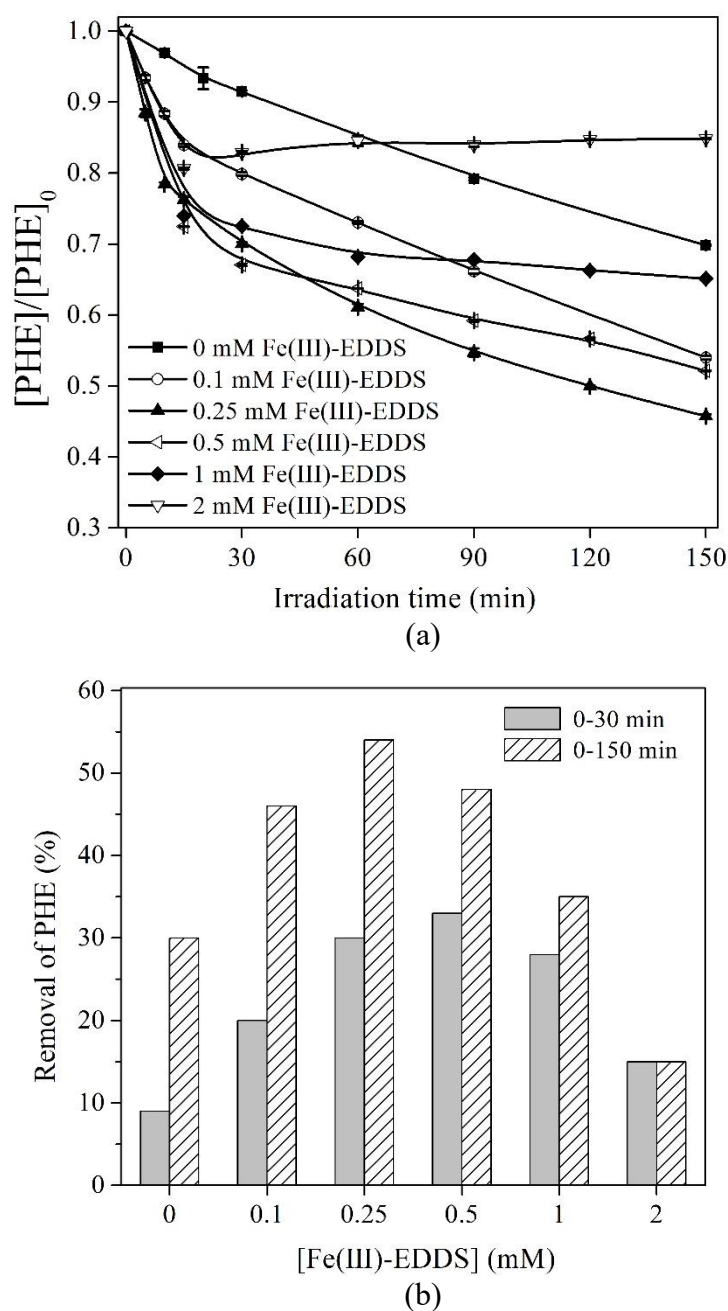 1.0
0.9
0.8
0.7
0.6
0.5
0.4
0.3
[PHE]/[PHE]0
0 mM Fe(III)-EDDS
0.1 mM Fe(III)-EDDS
0.25 mM Fe(III)-EDDS
0.5 mM Fe(III)-EDDS
1 mM Fe(III)-EDDS
2 mM Fe(III)-EDDS
0 30 60 90 120 150
Irradiation time (min)
(a)
60
50
40
30
20
10
0
Removal of PHE (%)
0-30 min
0-150 min
0 0.1 0.25 0.5 1 2
[Fe(III)-EDDS] (mM)
(b)